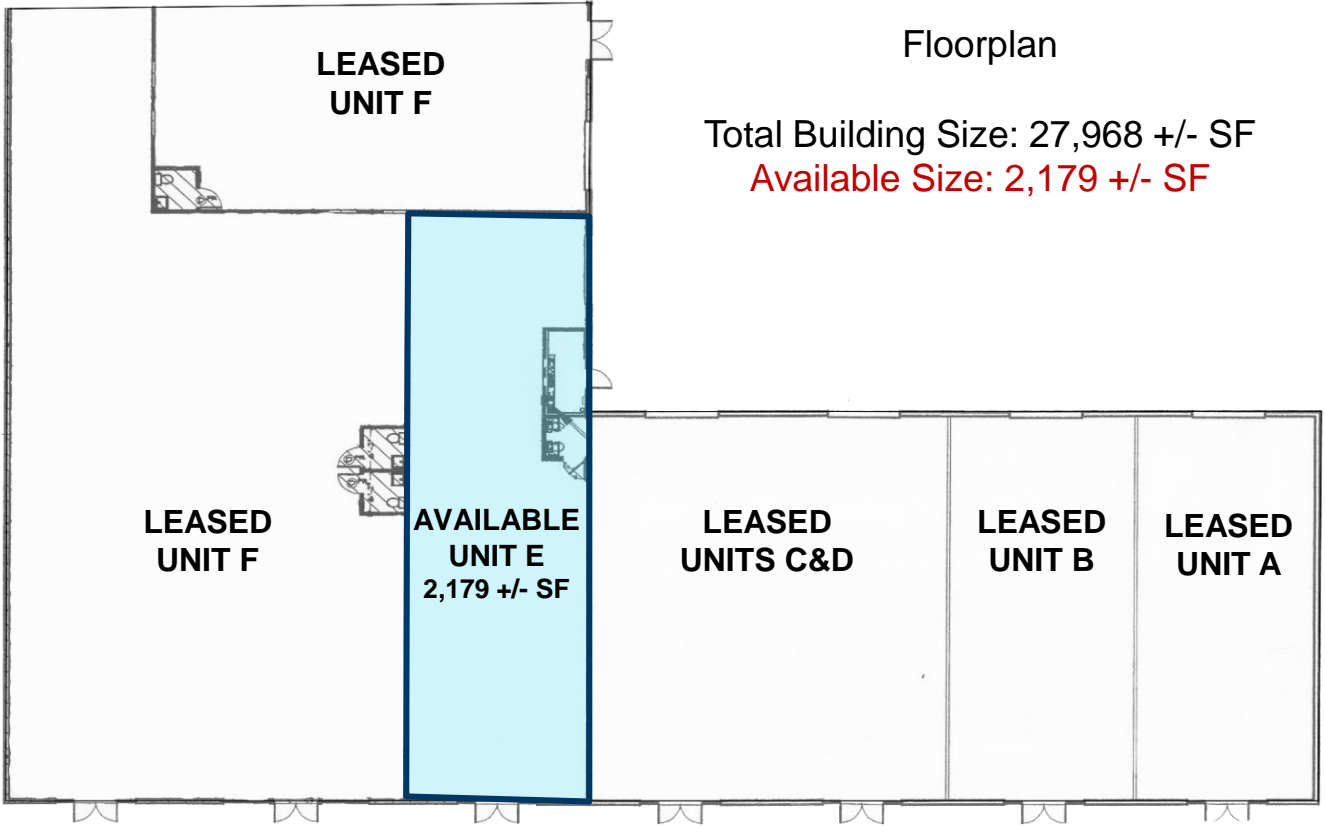 Floorplan
Total Building Size: 27,968 +/- SF
Available Size: 2,179 +/- SF
LEASED
UNIT F
LEASED
UNIT F
AVAILABLE
UNIT E
2,179 +/- SF
LEASED
UNITS C&D
LEASED
UNIT B
LEASED
UNIT A